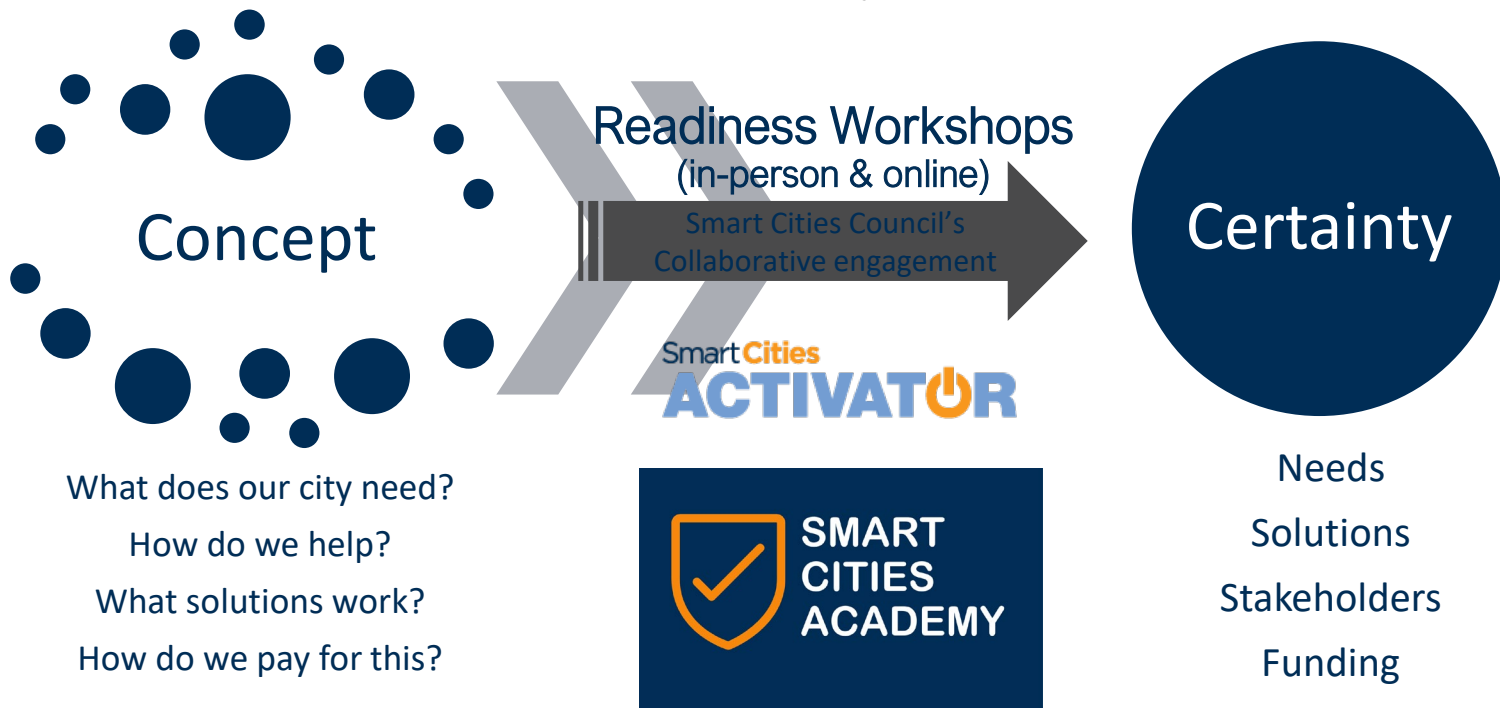 Concept
What does our city need?
How do we help?
What solutions work?
How do we pay for this?
Readiness Workshops
(in-person & online)
Smart Cities Council’s
Collaborative engagement
SmartCities
ACTIVATOR
SMART
CITIES
ACADEMY
Certainty
Needs
Solutions
Stakeholders
Funding